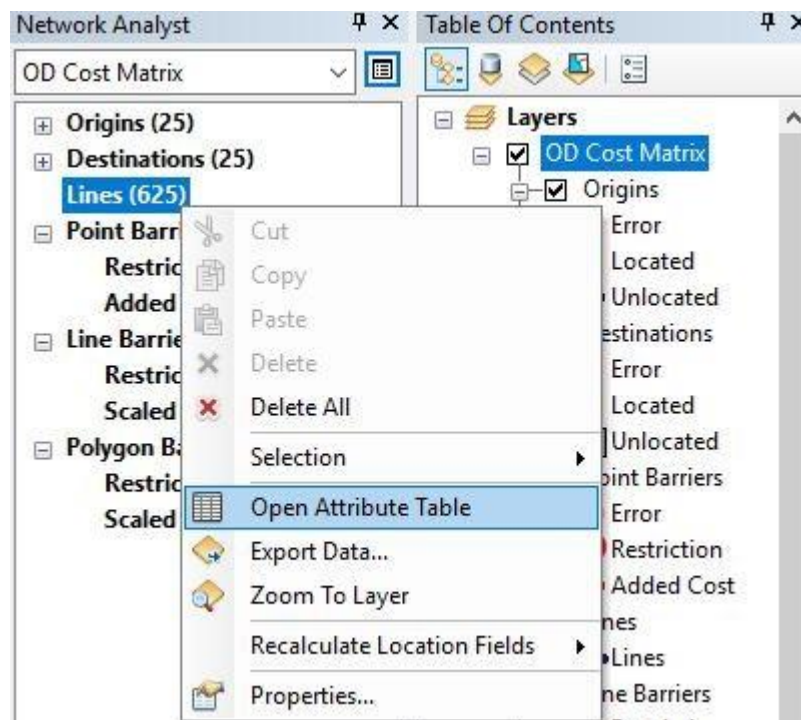 Network Analyst
OD Cost Matrix
Origins (25)
Destinations (25)
Lines (625)
Point Barr
Restric
Added
Line Barrie
Restric
Scaled
Polygon Ba
Restric
Scaled
Cut
Copy
Paste
Delete
Delete All
Selection
Open Attribute Table
Export Data...
Zoom To Layer
Recalculate Location Fields
Properties...
Table Of Contents
Layers
OD Cost Matrix
Origins
Error
Located
Unlocated
estinations
Error
Located
Unlocated
oint Barriers
Error
Restriction
Added Cost
nes
Lines
ne Barriers